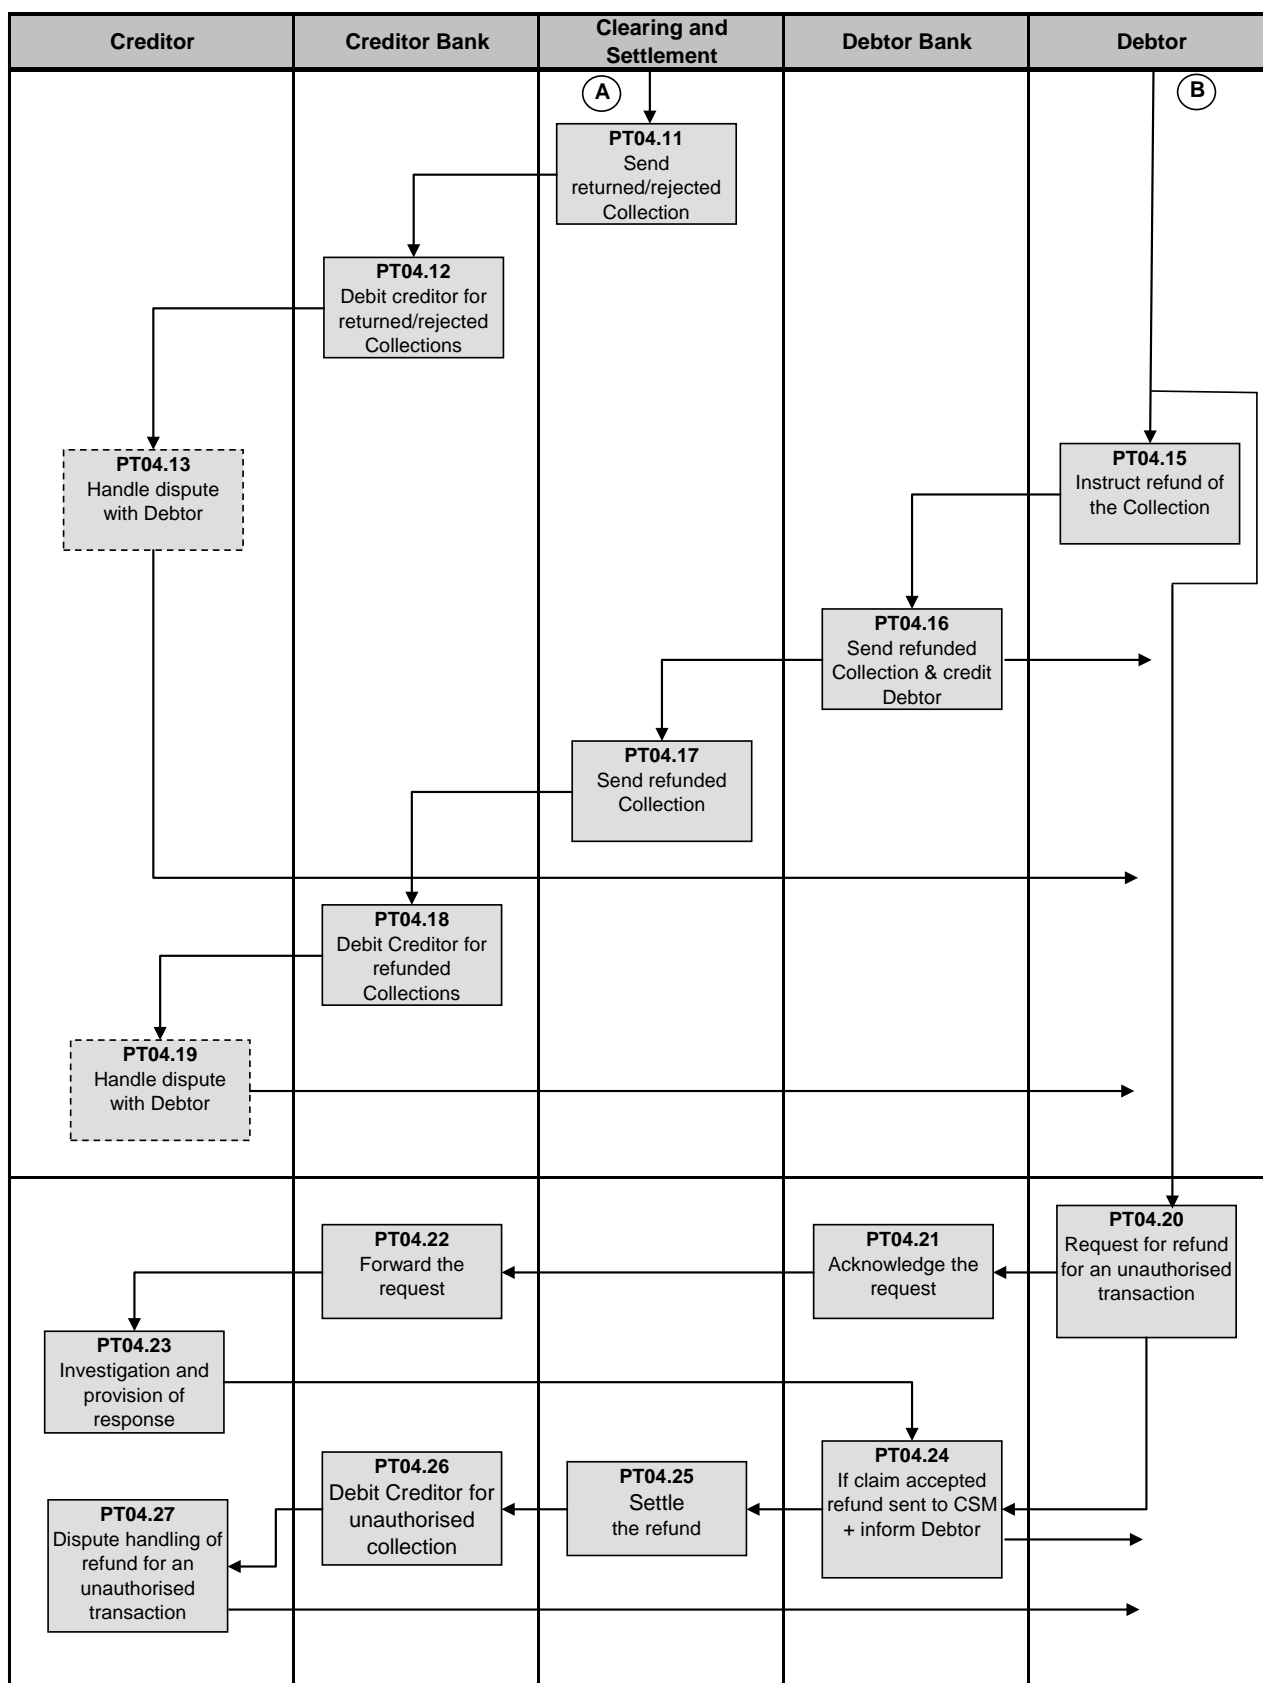 Creditor
Creditor Bank
Clearing and
Settlement
Debtor Bank
Debtor
A
B
PT04.11
Send
returned/rejected
Collection
PT04.12
Debit creditor for
returned/rejected
Collections
PT04.13
Handle dispute
with Debtor
PT04.15
Instruct refund of
the Collection
PT04.16
Send refunded
Collection & credit
Debtor
PT04.17
Send refunded
Collection
PT04.18
Debit Creditor for
refunded
Collections
PT04.19
Handle dispute
with Debtor
PT04.20
Request for refund
for an unauthorised
transaction
PT04.21
Acknowledge the
request
PT04.22
Forward the
request
PT04.23
Investigation and
provision of
response
PT04.24
If claim accepted
refund sent to CSM
+ inform Debtor
PT04.25
Settle
the refund
PT04.26
Debit Creditor for
unauthorised
collection
PT04.27
Dispute handling of
refund for an
unauthorised
transaction